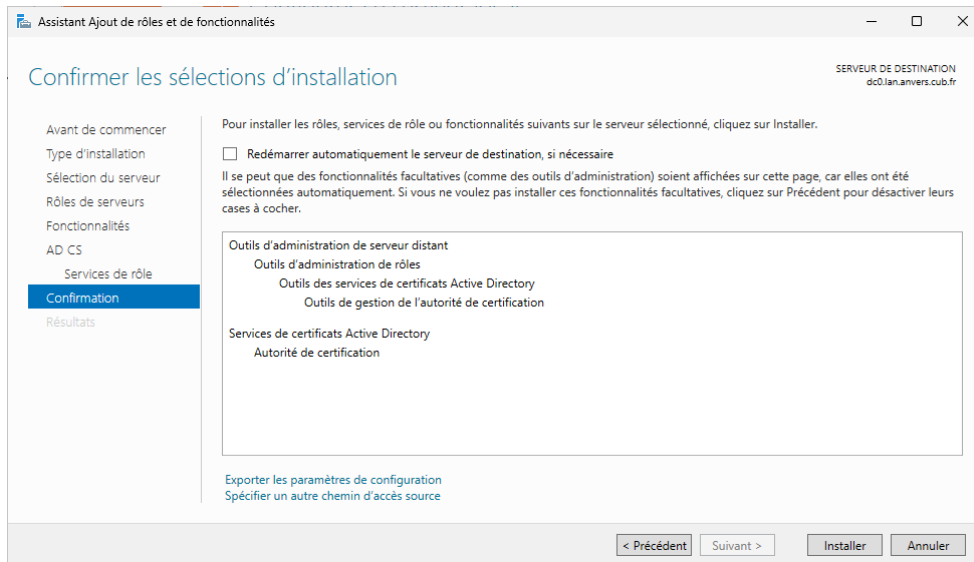 Assistant Ajout de rôles et de fonctionnalités
Confirmer les sélections d'installation
SERVEUR DE DESTINATION
dc0.lan.anvers.cub.fr
Avant de commencer
Type d'installation
Sélection du serveur
Rôles de serveurs
Fonctionnalités
AD CS
Services de rôle
Confirmation
Résultats
Pour installer les rôles, services de rôle ou fonctionnalités suivants sur le serveur sélectionné, cliquez sur Installer.
Redémarrer automatiquement le serveur de destination, si nécessaire
Il se peut que des fonctionnalités facultatives (comme des outils d'administration) soient affichées sur cette page, car elles ont été
sélectionnées automatiquement. Si vous ne voulez pas installer ces fonctionnalités facultatives, cliquez sur Précédent pour désactiver leurs
cases à cocher.
Outils d'administration de serveur distant
Outils d'administration de rôles
Outils des services de certificats Active Directory
Outils de gestion de l'autorité de certification
Services de certificats Active Directory
Autorité de certification
Exporter les paramètres de configuration
Spécifier un autre chemin d'accès source
< Précédent
Suivant >
Installer
Annuler